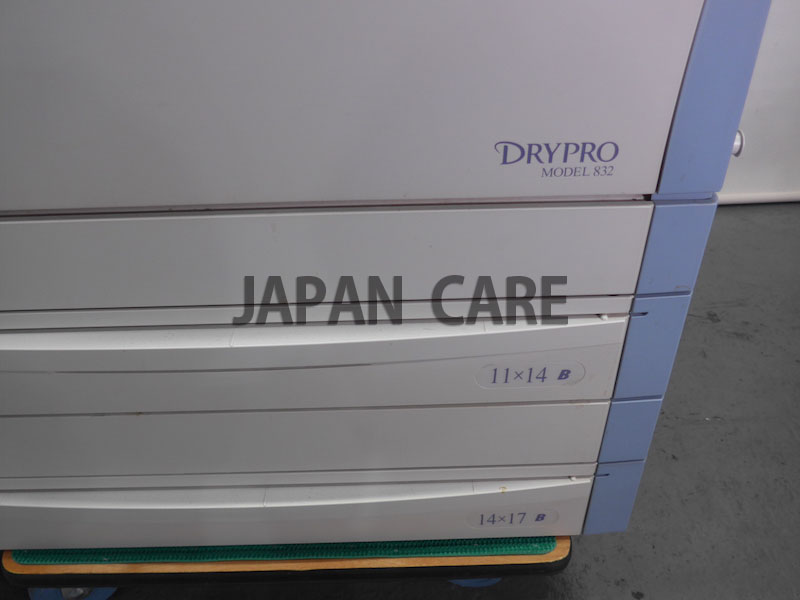 DRYPRO
MODEL 832
JAPAN CARE
11×14 B
14×17 B